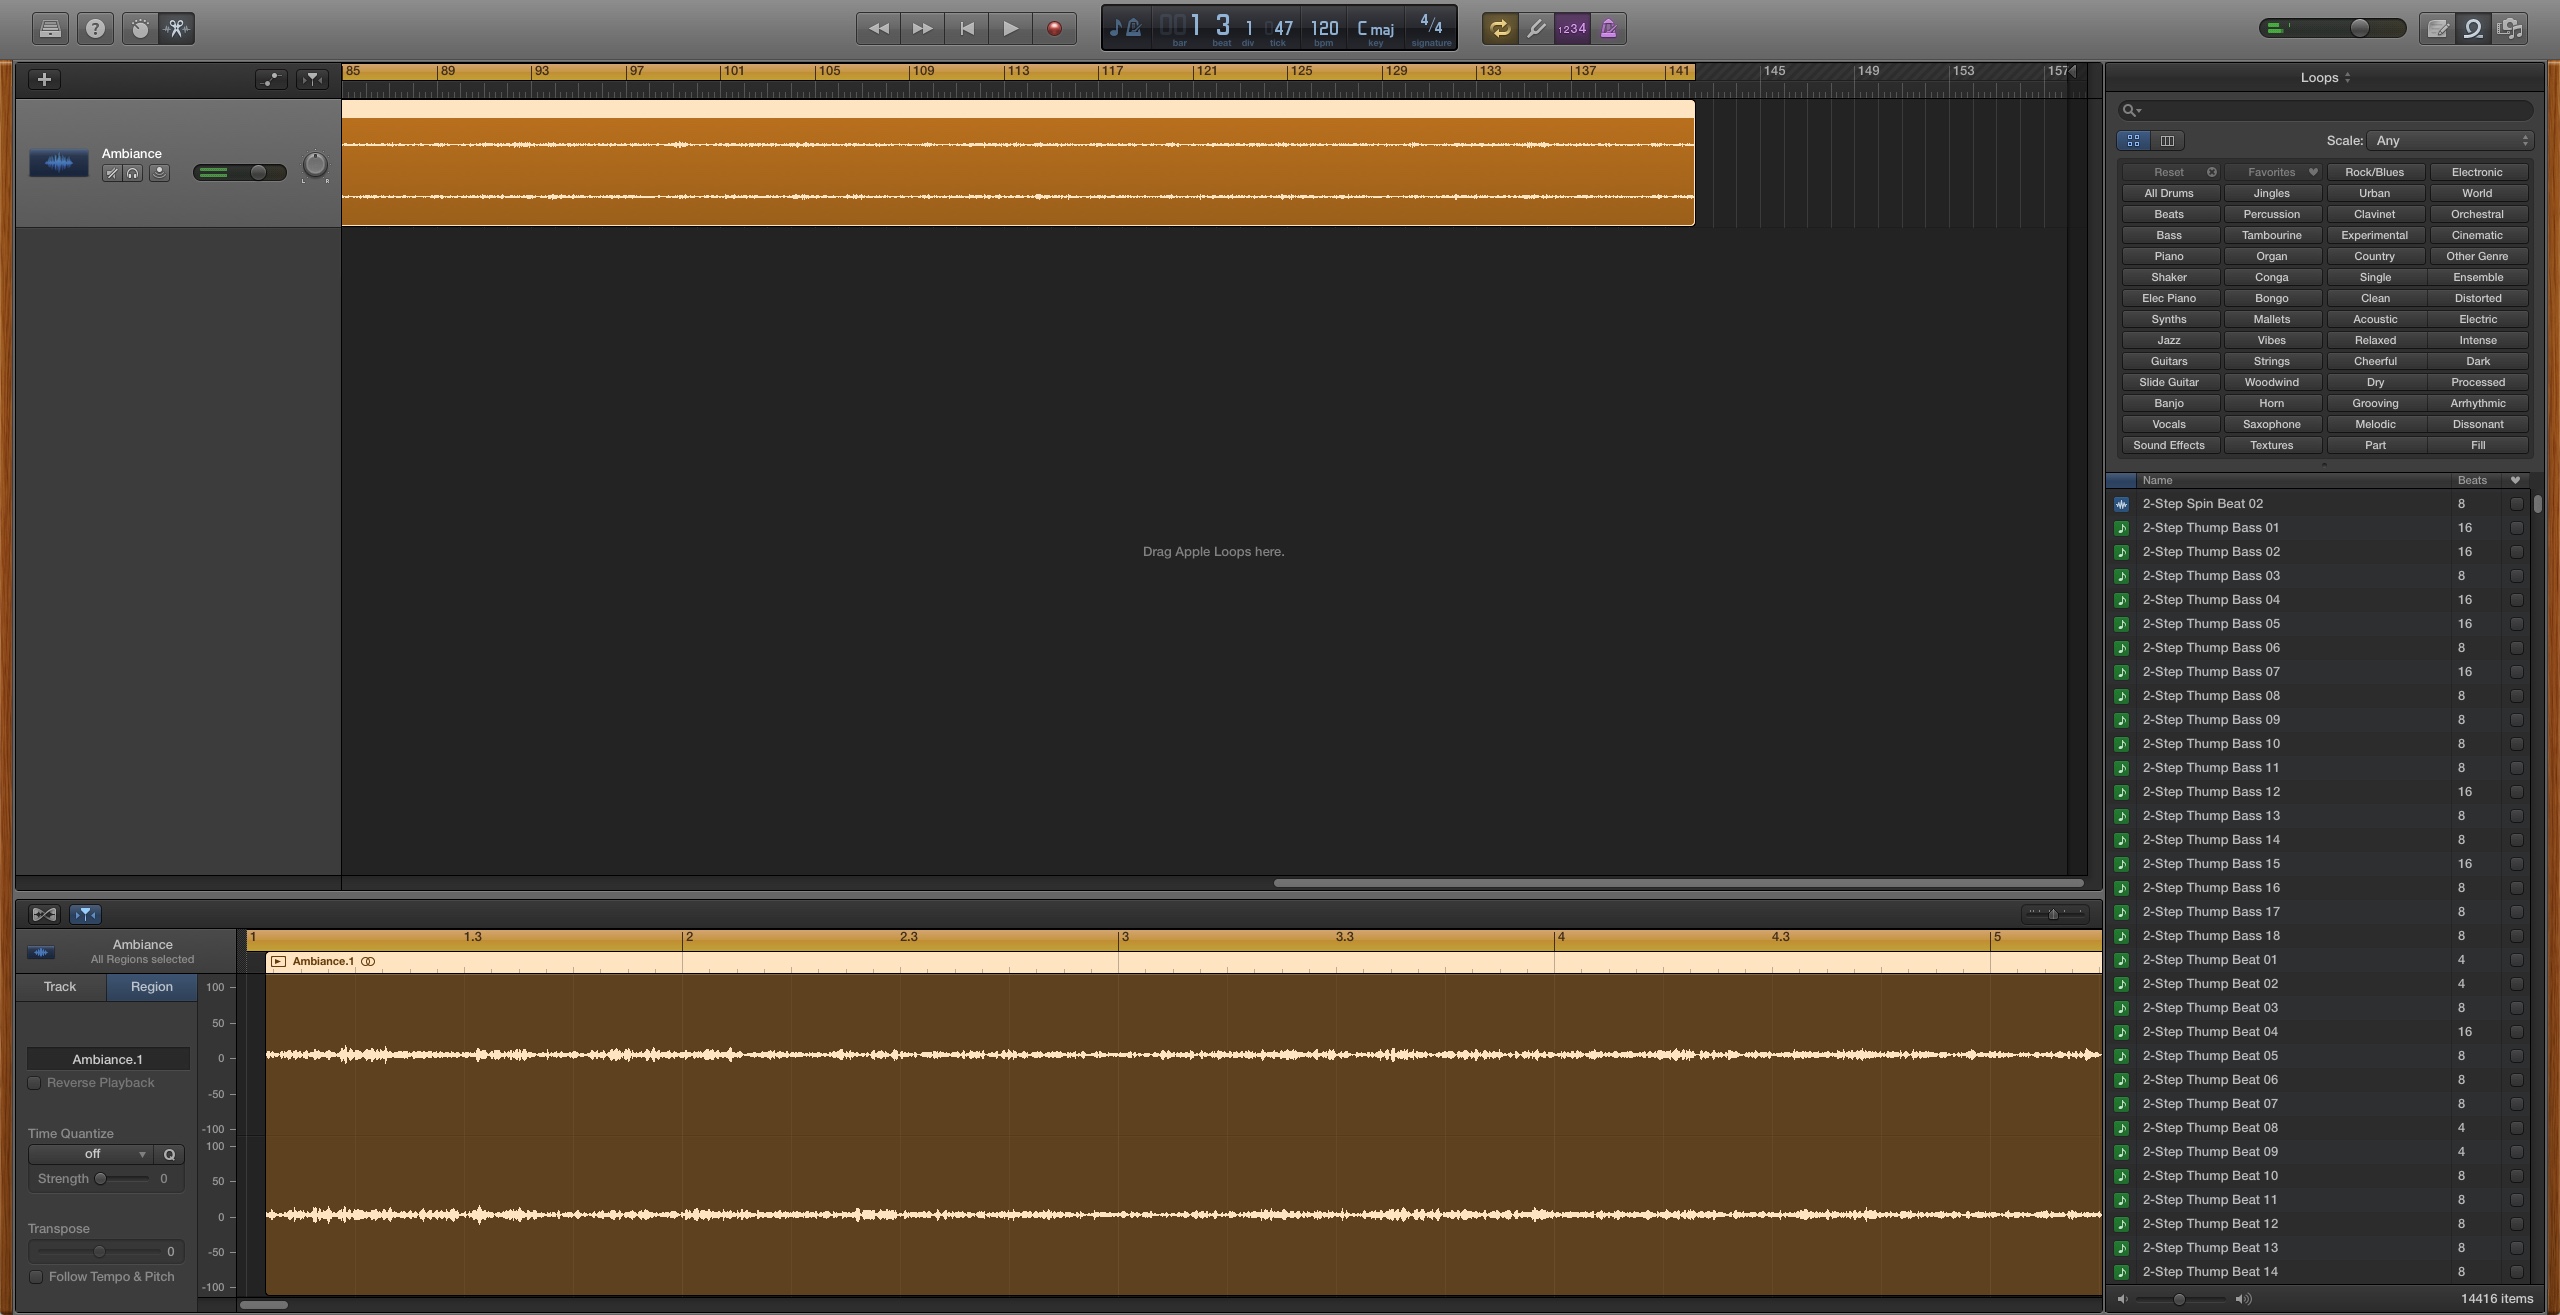 1 3 1 47 120 C maj 4/4
bar beat div tick bpm key signature
1234
85 89 93 97 101 105 109 113 117 121 125 129 133 137 141 145 149 153 157
Ambiance
L R
Drag Apple Loops here.
Loops
Scale: Any
Reset Favorites Rock/Blues Electronic
All Drums Jingles Urban World
Beats Percussion Clavinet Orchestral
Bass Tambourine Experimental Cinematic
Piano Organ Country Other Genre
Shaker Conga Single Ensemble
Elec Piano Bongo Clean Distorted
Synths Mallets Acoustic Electric
Jazz Vibes Relaxed Intense
Guitars Strings Cheerful Dark
Slide Guitar Woodwind Dry Processed
Banjo Horn Grooving Arrhythmic
Vocals Saxophone Melodic Dissonant
Sound Effects Textures Part Fill
Name Beats
2-Step Spin Beat 02 8
2-Step Thump Bass 01 16
2-Step Thump Bass 02 16
2-Step Thump Bass 03 8
2-Step Thump Bass 04 16
2-Step Thump Bass 05 16
2-Step Thump Bass 06 8
2-Step Thump Bass 07 16
2-Step Thump Bass 08 8
2-Step Thump Bass 09 8
2-Step Thump Bass 10 8
2-Step Thump Bass 11 8
2-Step Thump Bass 12 16
2-Step Thump Bass 13 8
2-Step Thump Bass 14 8
2-Step Thump Bass 15 16
2-Step Thump Bass 16 8
2-Step Thump Bass 17 8
2-Step Thump Bass 18 8
2-Step Thump Beat 01 4
2-Step Thump Beat 02 4
2-Step Thump Beat 03 8
2-Step Thump Beat 04 16
2-Step Thump Beat 05 8
2-Step Thump Beat 06 8
2-Step Thump Beat 07 8
2-Step Thump Beat 08 4
2-Step Thump Beat 09 4
2-Step Thump Beat 10 8
2-Step Thump Beat 11 8
2-Step Thump Beat 12 8
2-Step Thump Beat 13 8
2-Step Thump Beat 14 8
14416 items
Ambiance
All Regions selected
Track Region
Ambiance.1
Reverse Playback
Time Quantize
off Q
Strength 0
Transpose
0
Follow Tempo & Pitch
1 1.3 2 2.3 3 3.3 4 4.3 5
Ambiance.1
100
50
0
-50
-100
100
50
0
-50
-100